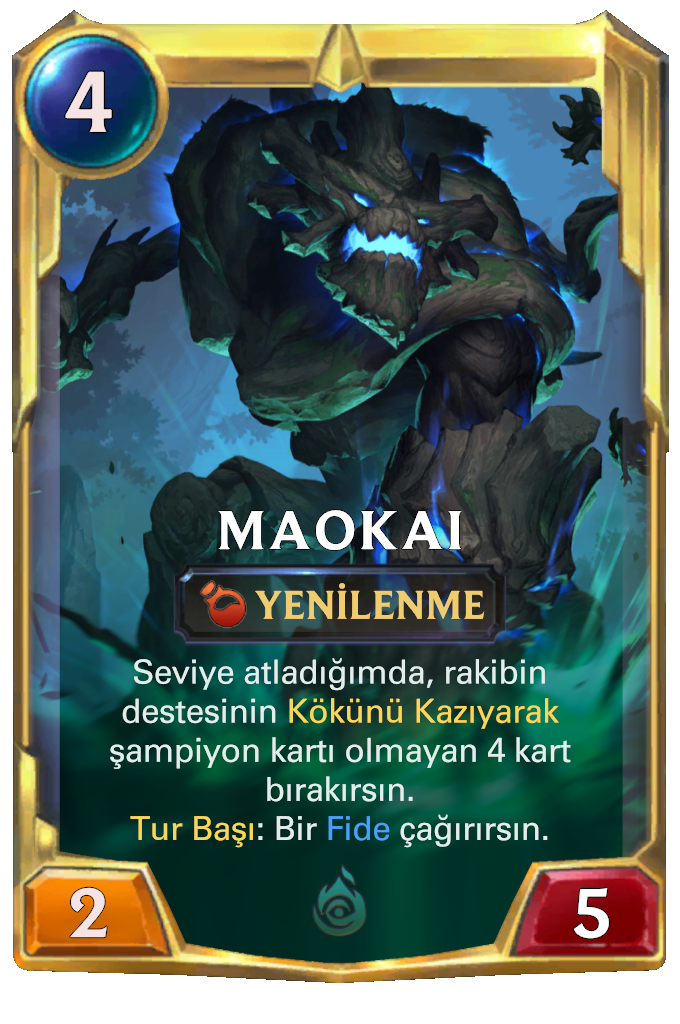 4
MAOKAI
YENİLENME
Seviye atladığımda, rakibin
destesinin Kökünü Kazıyarak
şampiyon kartı olmayan 4 kart
bırakırsın.
Tur Başı: Bir Fide çağırırsın.
2
5